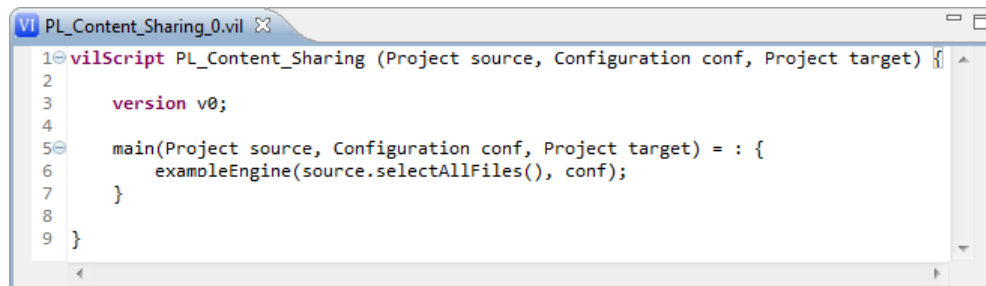 VI PL_Content_Sharing_0.vil
1 vilScript PL_Content_Sharing (Project source, Configuration conf, Project target) {
2
3 version v0;
4
5 main(Project source, Configuration conf, Project target) = : {
6 exampleEngine(source.selectAllFiles(), conf);
7 }
8
9 }